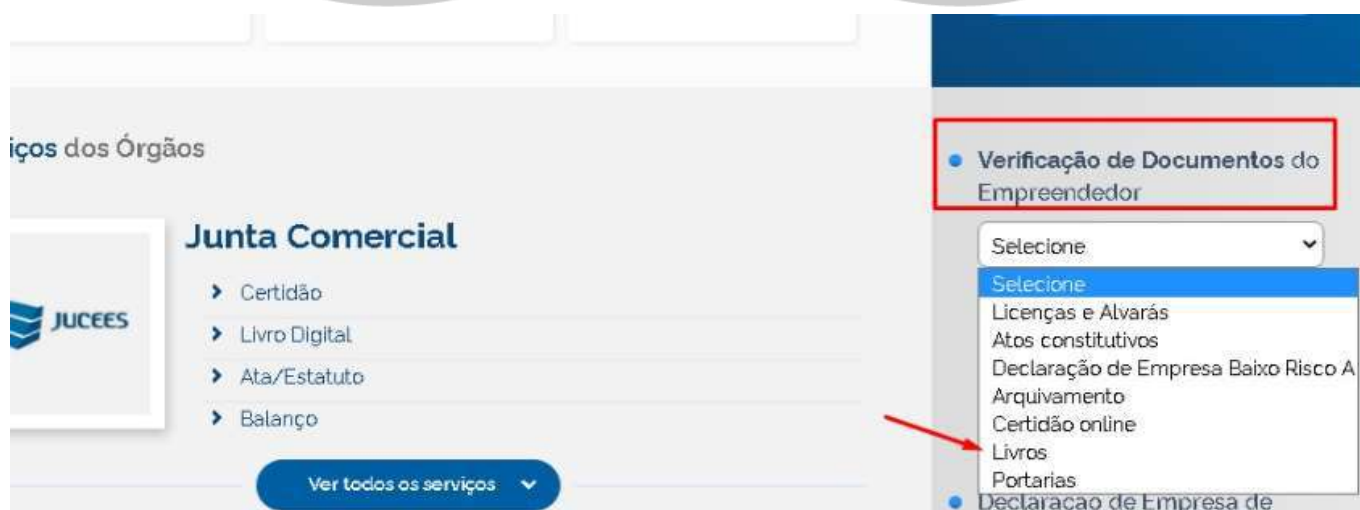 iços dos Órgãos
JUCEES
Junta Comercial
Certidão
Livro Digital
Ata/Estatuto
Balanço
Ver todos os serviços
Verificação de Documentos do
Empreendedor
Selecione
Selecione
Licenças e Alvarás
Atos constitutivos
Declaração de Empresa Baixo Risco A
Arquivamento
Certidão online
Livros
Portarias
Declaração de Empresa de